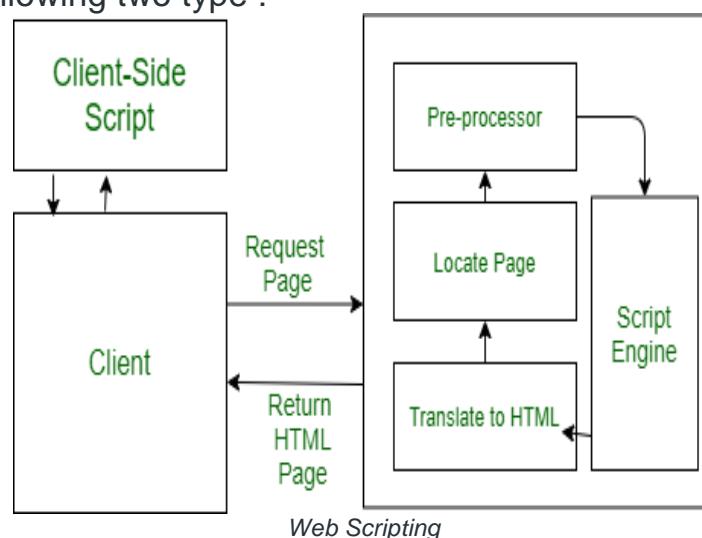 llowing two type :
Client-Side
Script
Pre-processor
Request
Page
Locate Page
Script
Engine
Client
Return
HTML
Page
Translate to HTML
Web Scripting